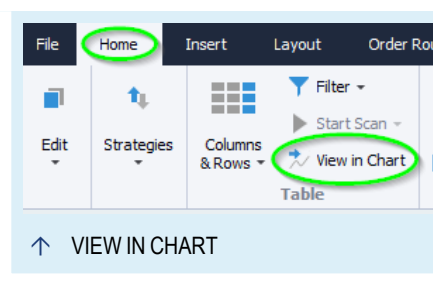 File Home Insert Layout Order Rou
Filter
Start Scan
Edit Strategies Columns & Rows View in Chart
Table
↑ VIEW IN CHART